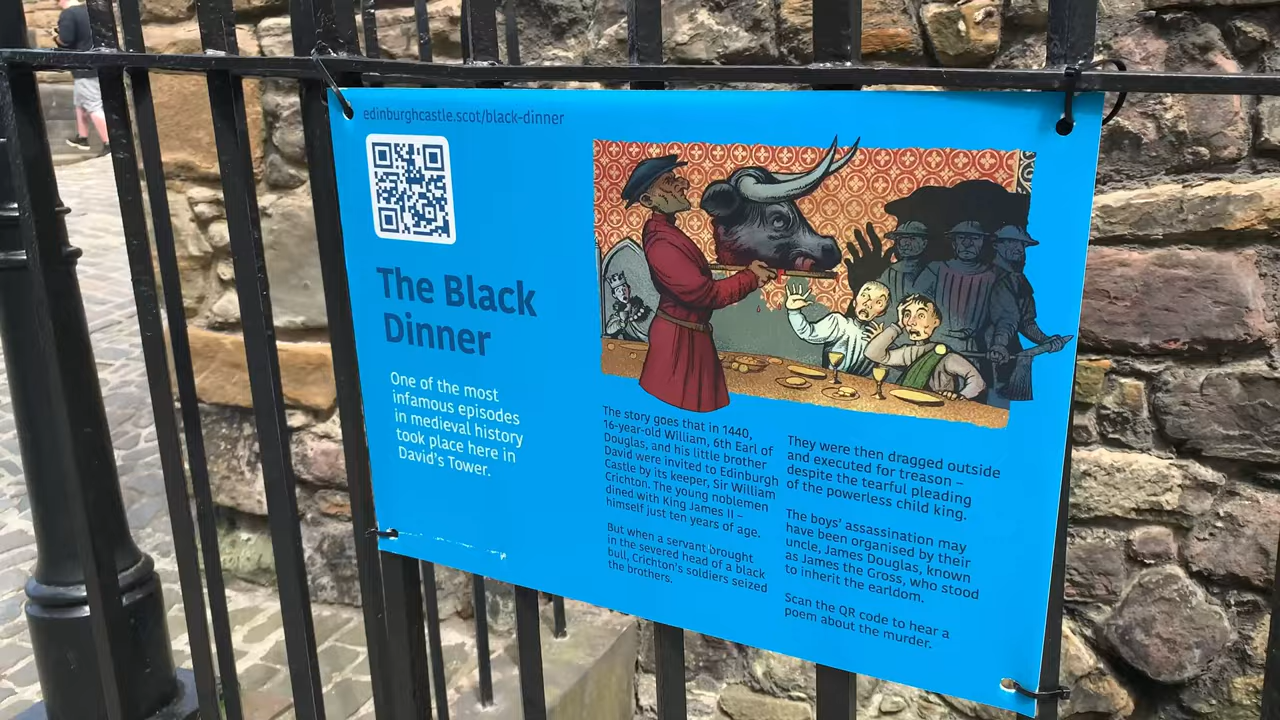 edinburghcastle.scot/black-dinner
The Black
Dinner
One of the most
infamous episodes
in medieval history
took place here in
David's Tower.
The story goes that in 1440,
16-year-old William, 6th Earl of
Douglas, and his little brother
David were invited to Edinburgh
Castle by its keeper, Sir William
Crichton. The young noblemen
dined with King James II –
himself just ten years of age.
But when a servant brought
in the severed head of a black
bull, Crichton's soldiers seized
the brothers.
They were then dragged outside
and executed for treason –
despite the tearful pleading
of the powerless child king.
The boys' assassination may
have been organised by their
uncle, James Douglas, known
as James the Gross, who stood
to inherit the earldom.
Scan the QR code to hear a
poem about the murder.